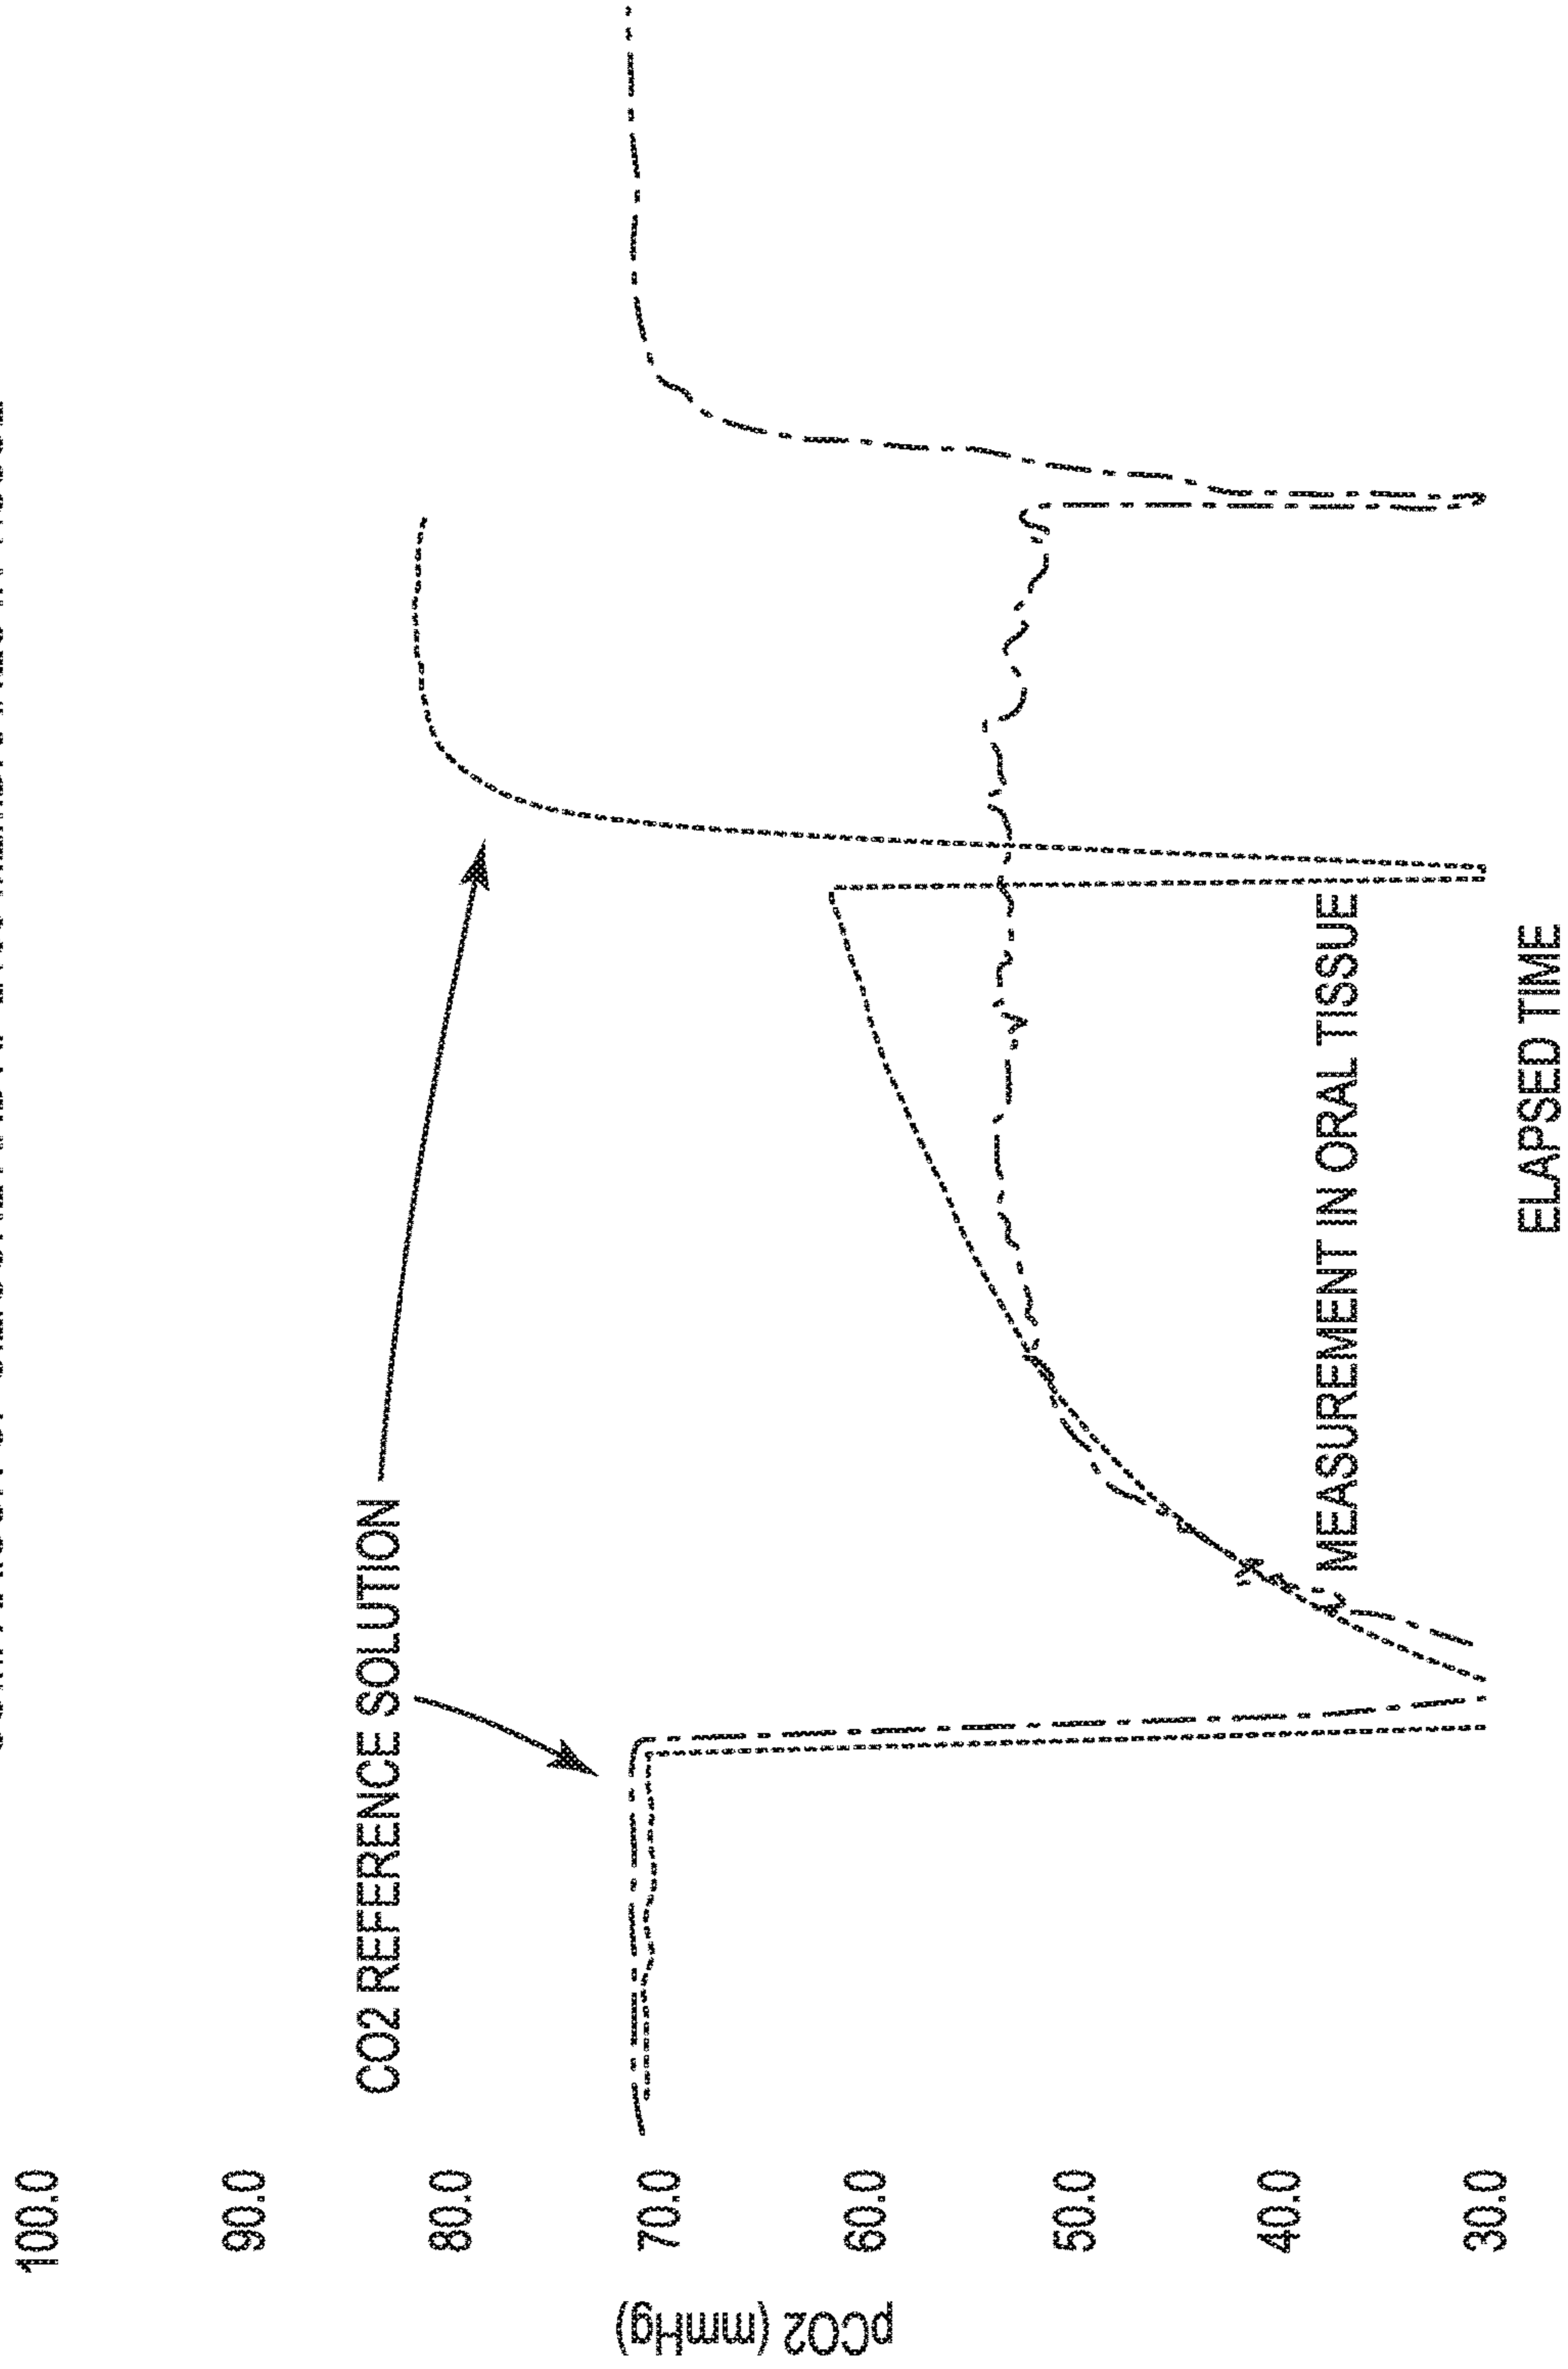 100.0
90.0
80.0
70.0
60.0
50.0
40.0
30.0
pCO2 (mmHg)
CO2 REFERENCE SOLUTION
MEASUREMENT IN ORAL TISSUE
ELAPSED TIME